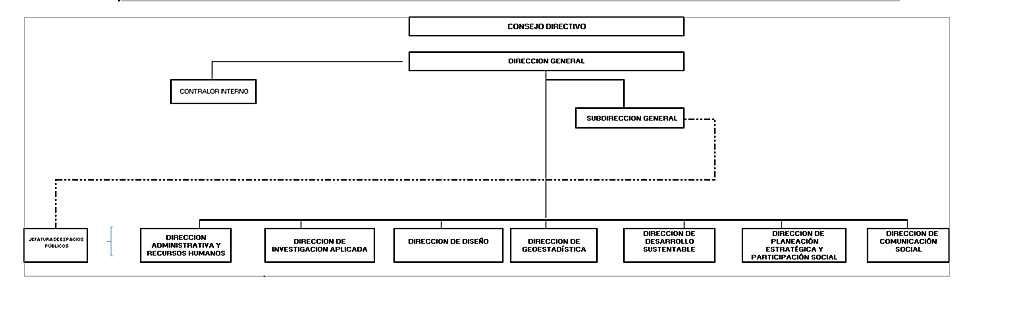 CONSEJO DIRECTIVO
DIRECCION GENERAL
CONTRALOR INTERNO
SUBDIRECCION GENERAL
JEFATURA DE ESPACIOS
PÚBLICOS
DIRECCION
ADMINISTRATIVA Y
RECURSOS HUMANOS
DIRECCION DE
INVESTIGACION APLICADA
DIRECCION DE DISEÑO
DIRECCION DE
GEOESTADÍSTICA
DIRECCION DE
DESARROLLO
SUSTENTABLE
DIRECCION DE
PLANEACIÓN
ESTRATÉGICA Y
PARTICIPACIÓN SOCIAL
DIRECCION DE
COMUNICACIÓN
SOCIAL